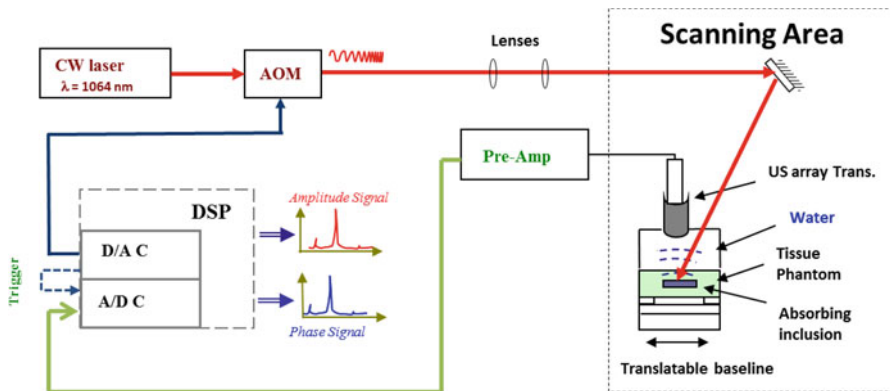 Scanning Area
Lenses
CW laser
λ = 1064 nm
AOM
Pre-Amp
US array Trans.
Water
Tissue
Phantom
Absorbing
inclusion
Translatable baseline
DSP
Amplitude Signal
D/A C
Trigger
A/D C
Phase Signal